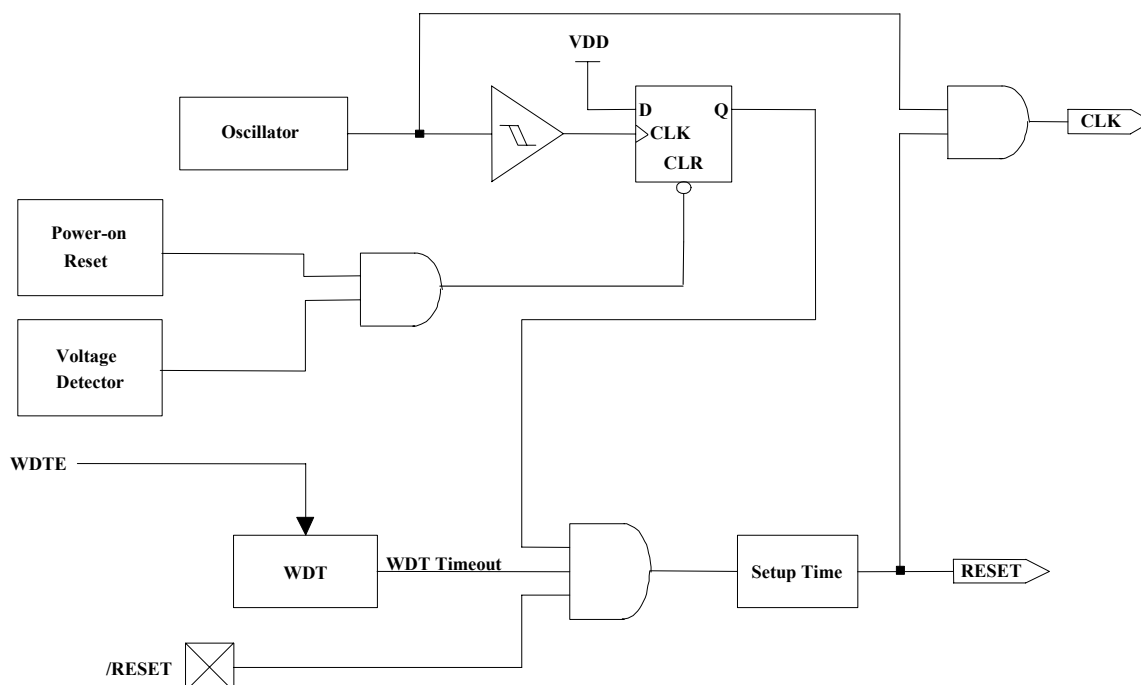 VDD
Oscillator
D
Q
CLK
CLR
CLK
Power-on
Reset
Voltage
Detector
WDTE
WDT
WDT Timeout
Setup Time
RESET
/RESET